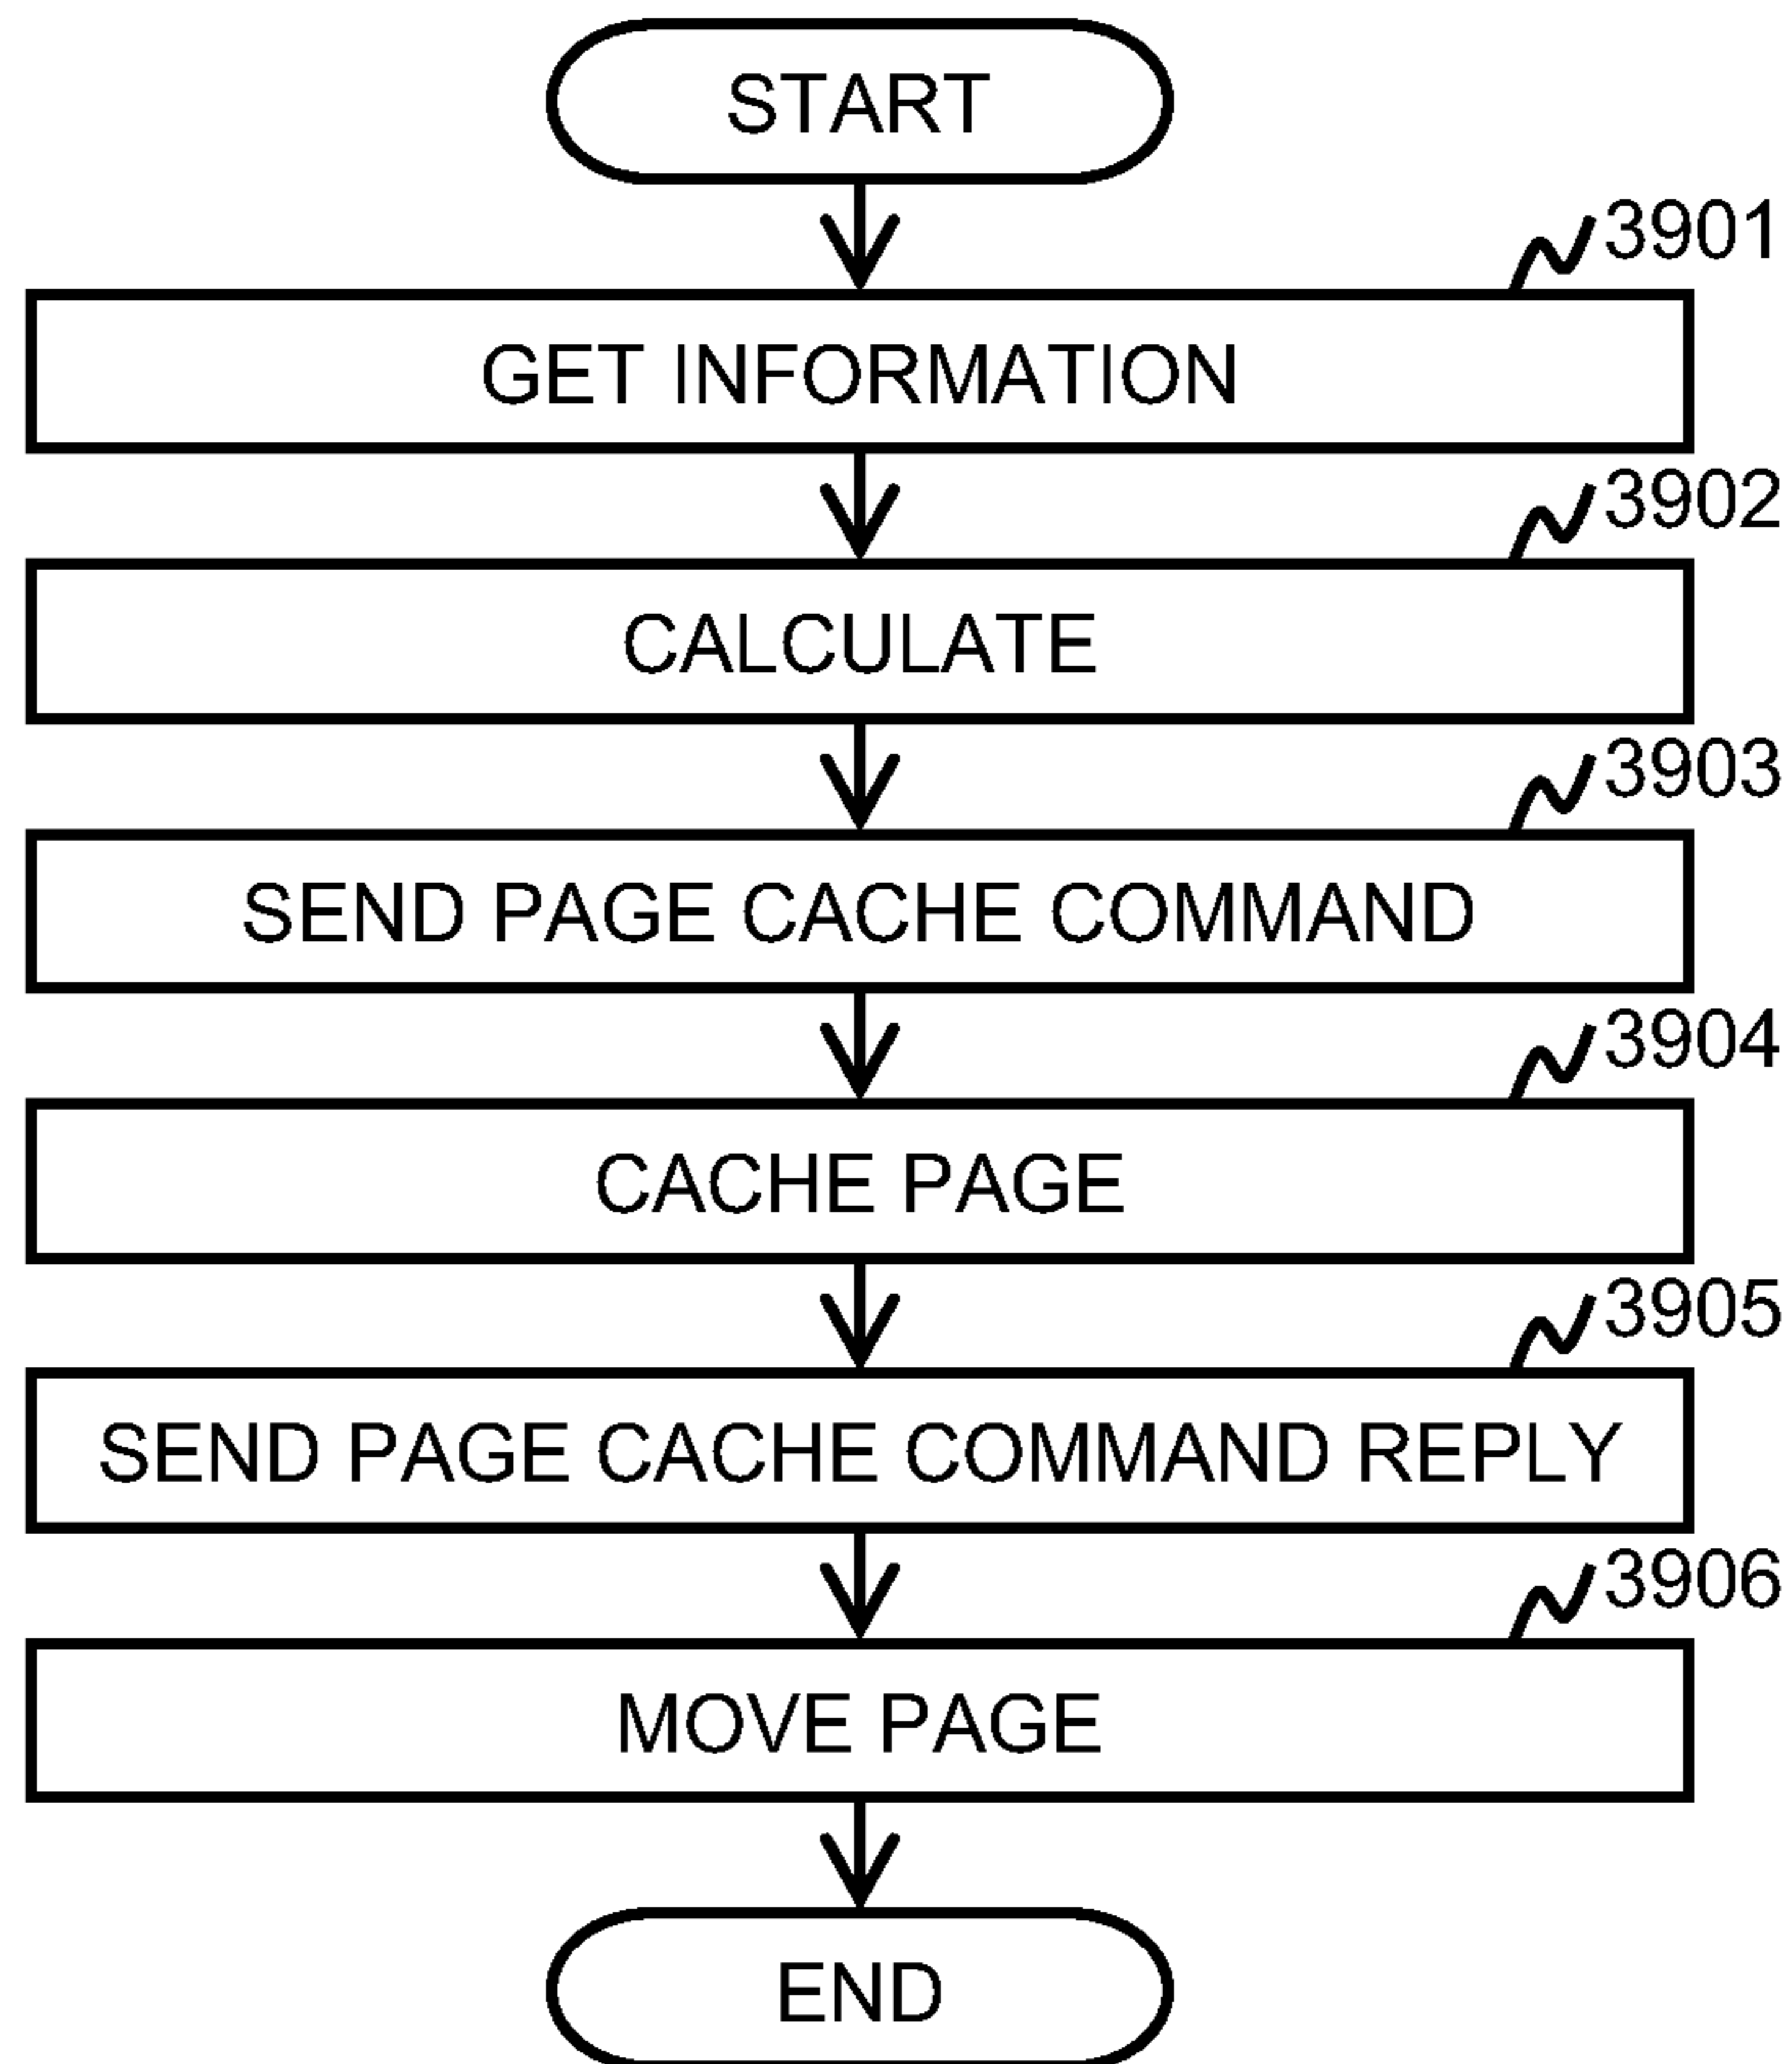 START
3901
GET INFORMATION
3902
CALCULATE
3903
SEND PAGE CACHE COMMAND
3904
CACHE PAGE
3905
SEND PAGE CACHE COMMAND REPLY
3906
MOVE PAGE
END